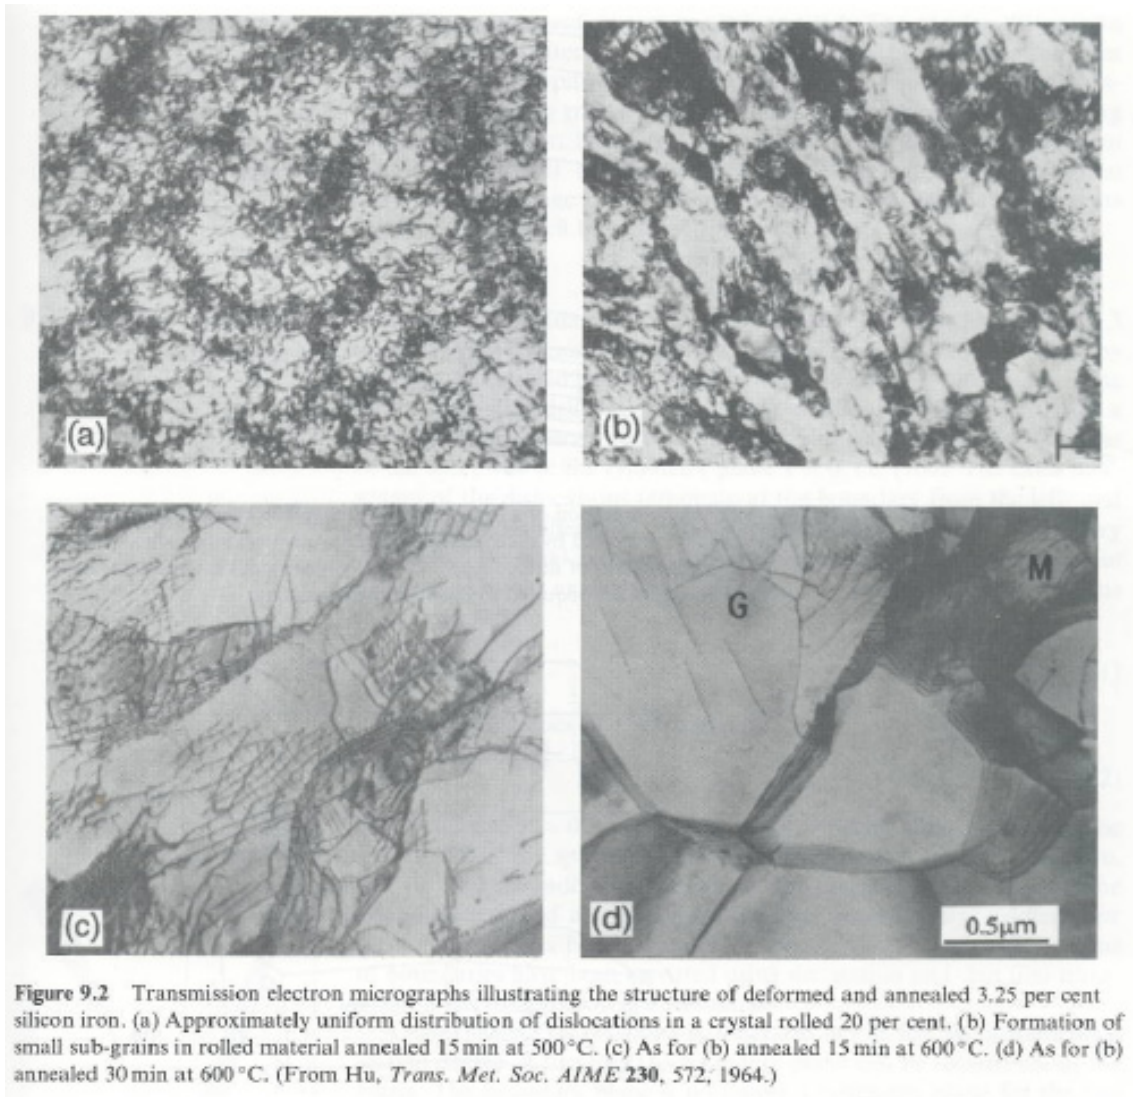 (a)
(b)
(c)
G
M
(d)
0.5μm
Figure 9.2 Transmission electron micrographs illustrating the structure of deformed and annealed 3.25 per cent
silicon iron. (a) Approximately uniform distribution of dislocations in a crystal rolled 20 per cent. (b) Formation of
small sub-grains in rolled material annealed 15 min at 500 °C. (c) As for (b) annealed 15 min at 600 °C. (d) As for (b)
annealed 30 min at 600 °C. (From Hu, Trans. Met. Soc. AIME 230, 572, 1964.)